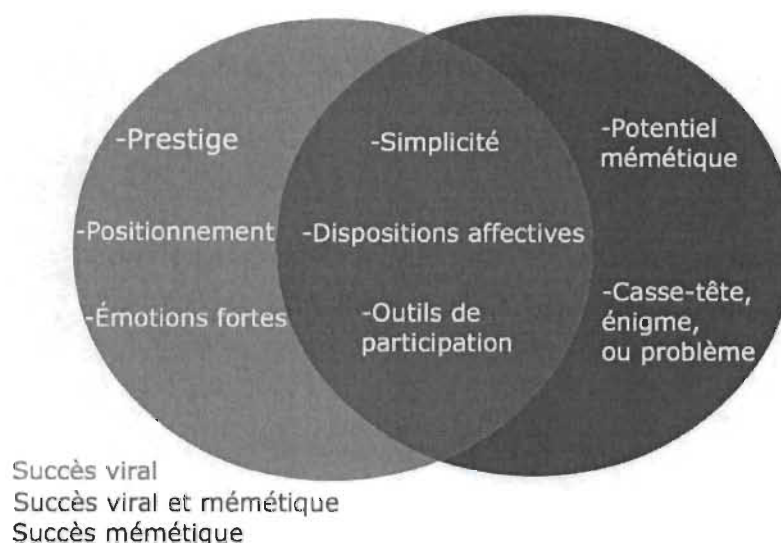 -Prestige
-Positionnement
-Émotions fortes
-Simplicité
-Dispositions affectives
-Outils de
participation
-Potentiel
mémétique
-Casse-tête,
énigme,
ou problème
Succès viral
Succès viral et mémétique
Succès mémétique